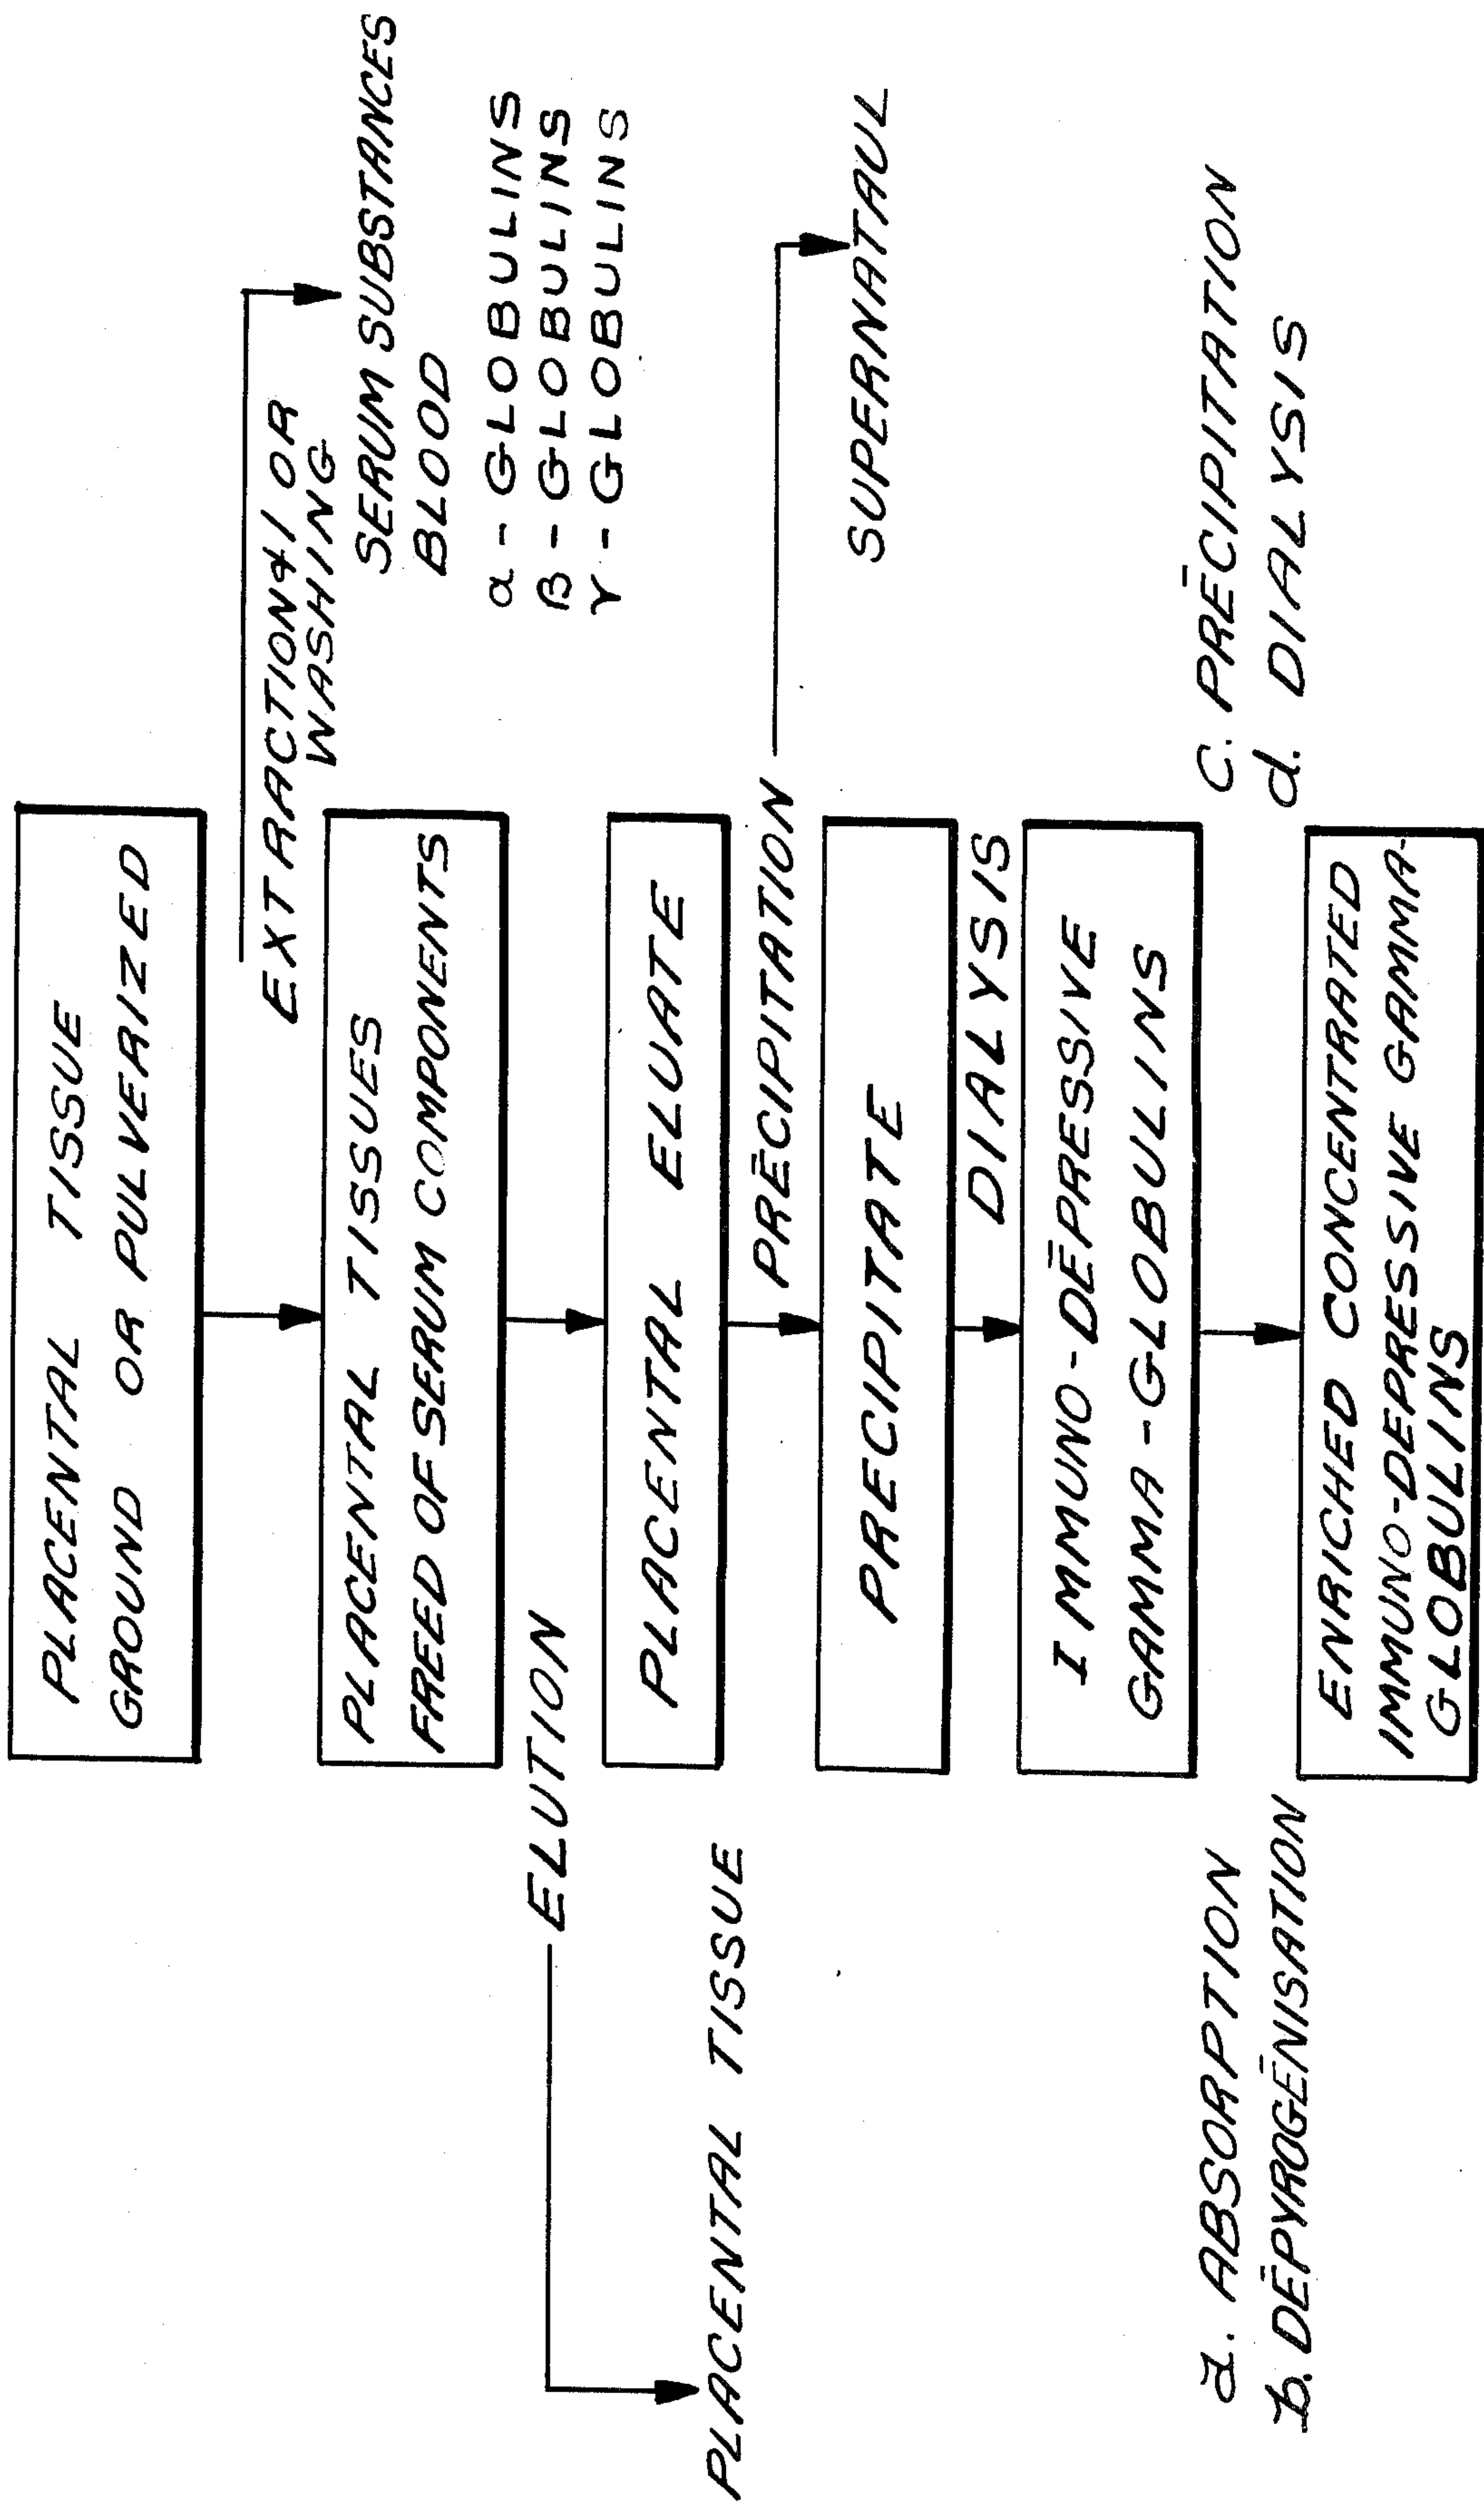 PLACENTAL TISSUE
GROUND OR PULVERIZED
EXTRACTION &/OR
WASHING
SERUM SUBSTANCES
BLOOD
α-GLOBULINS
β-GLOBULINS
γ-GLOBULINS
PLACENTAL TISSUES
FREED OF SERUM COMPONENTS
ELUTION
PLACENTAL TISSUE
PLACENTAL ELUATE
PRĒCIPITATION
SUPERNATAUL
PRECIPITATE
DIALYSIS
IMMUNO-DĒPRESSIVE
GAMMA-GLOBULINS
a. ABSORPTION
b. DĒPYROGĒNISATION
c. PRĒCIPITATION
d. DIALYSIS
ENRICHED CONCENTRATED
IMMUNO-DEPRESSIVE GAMMA-
GLOBULINS